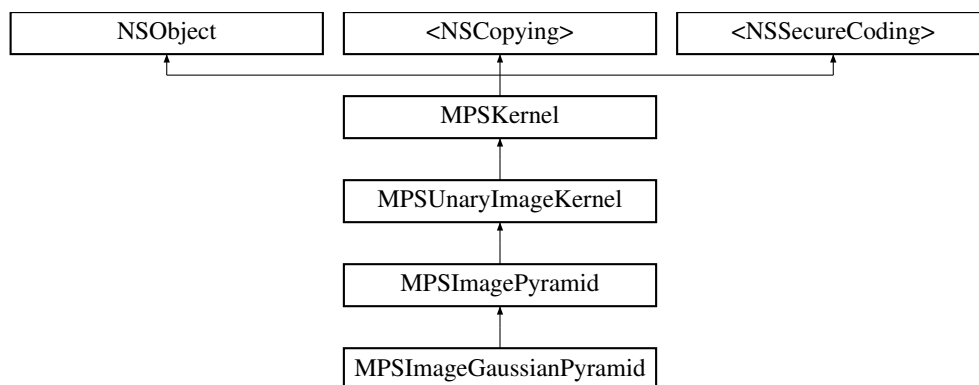 NSObject
<NSCopying>
<NSSecureCoding>
MPSKernel
MPSUnaryImageKernel
MPSImagePyramid
MPSImageGaussianPyramid